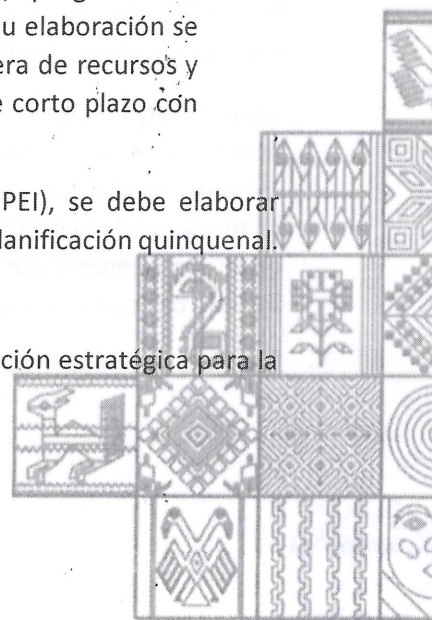 u elaboración se
era de recursos y
e corto plazo con
PEI), se debe elaborar
lanificación quinquenal.
ción estratégica para la